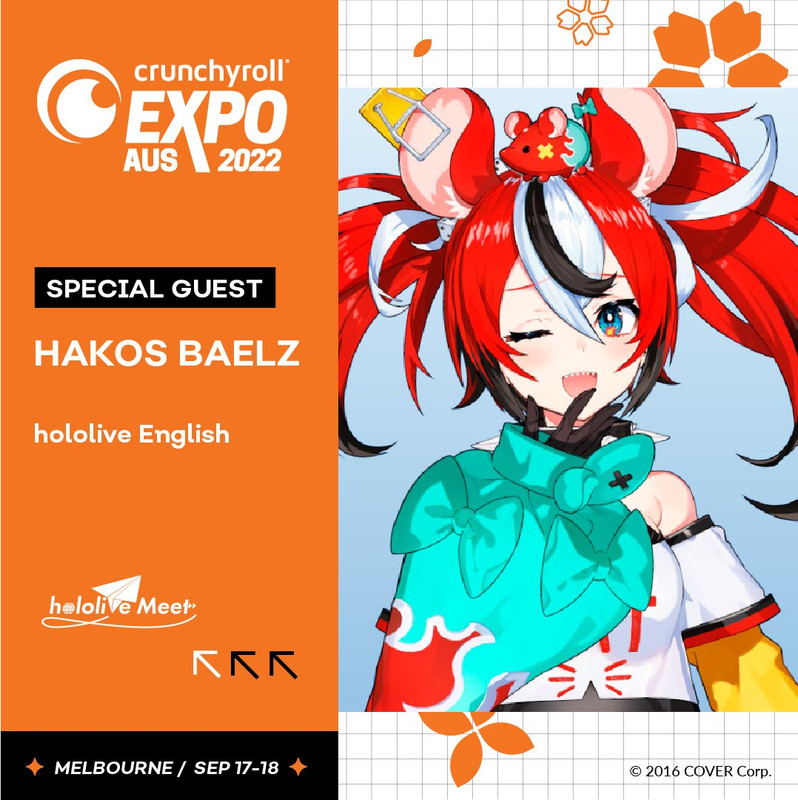 crunchyroll®
EXPO
AUS 2022
SPECIAL GUEST
HAKOS BAELZ
hololive English
hololive Meet
MELBOURNE / SEP 17-18
© 2016 COVER Corp.